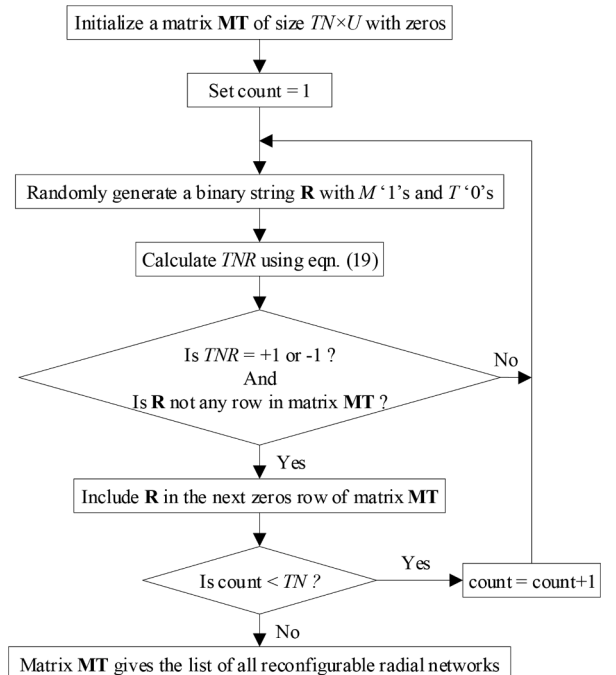 Initialize a matrix MT of size TN×U with zeros
Set count = 1
Randomly generate a binary string R with M ‘1’s and T ‘0’s
Calculate TNR using eqn. (19)
Is TNR = +1 or -1 ?
And
Is R not any row in matrix MT ?
No
Yes
Include R in the next zeros row of matrix MT
Is count < TN ?
Yes
count = count+1
No
Matrix MT gives the list of all reconfigurable radial networks